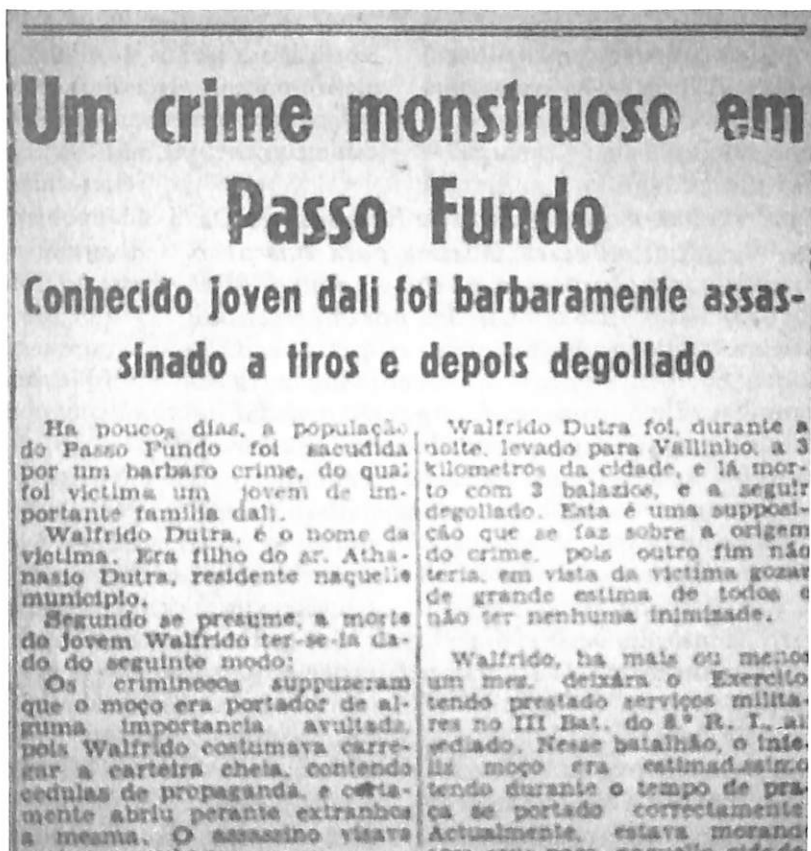 Um crime monstruoso em
Passo Fundo
Conhecido joven dali foi barbaramente assas-
sinado a tiros e depois degollado
Ha poucos dias, a população
do Passo Fundo foi sacudida
por um barbaro crime, do qual
foi victima um jovem de im-
portante familia dali.
Walfrido Dutra, é o nome da
victima. Era filho do sr. Atha-
nasio Dutra, residente naquelle
municipio.
Segundo se presume, a morte
do jovem Walfrido ter-se-ia da-
do do seguinte modo:
Os criminosos suppuzeram
que o moço era portador de al-
guma importancia avultada,
pois Walfrido costumava carre-
gar a carteira cheia, contendo
cedulas de propaganda, e certa-
mente abriu perante extranhos
a mesma. O assassino visava
Walfrido Dutra foi, durante a
noite, levado para Vallinho, a 3
kilometros da cidade, e lá mor-
to com 3 balazios, e a seguir
degollado. Esta é uma supposi-
ção que se faz sobre a origem
do crime, pois outro fim não
teria, em vista da victima gozar
de grande estima de todos e
não ter nenhuma inimizade.
Walfrido, ha mais ou menos
um mes, deixára o Exercito
tendo prestado serviços milita-
res no III Bat. do 8.º R. I., ali
sediado. Nesse batalhão, o infe-
lis moço era estimadissimo
tendo durante o tempo de pra-
ça se portado correctamente
Actualmente, estava morand
naquella cidade